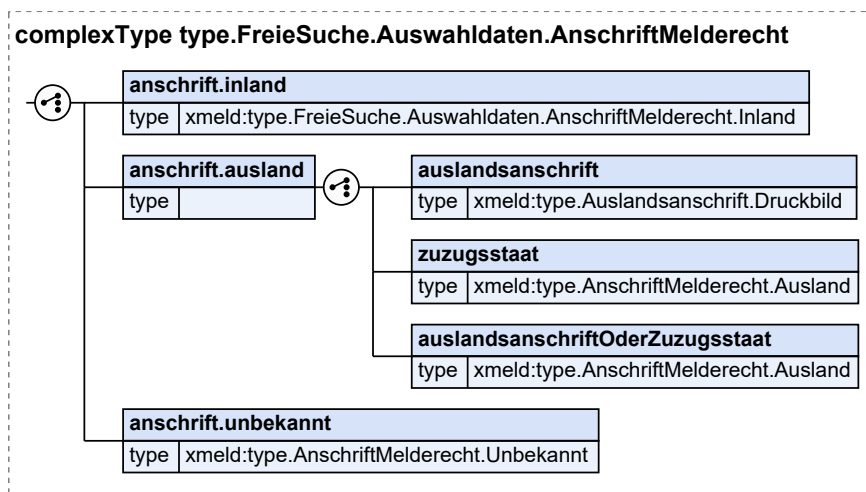 complexType type.FreieSuche.Auswahldaten.AnschriftMelderecht
anschrift.inland
type xmeld:type.FreieSuche.Auswahldaten.AnschriftMelderecht.Inland
anschrift.ausland
type
auslandsanschrift
type xmeld:type.Auslandsanschrift.Druckbild
zuzugsstaat
type xmeld:type.AnschriftMelderecht.Ausland
auslandsanschriftOderZuzugsstaat
type xmeld:type.AnschriftMelderecht.Ausland
anschrift.unbekannt
type xmeld:type.AnschriftMelderecht.Unbekannt